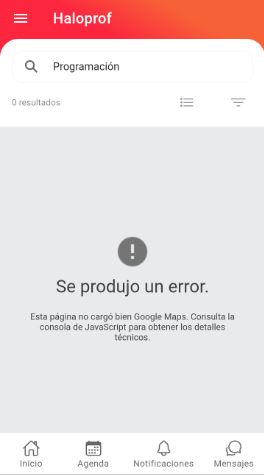 Haloprof
Programación
0 resultados
Se produjo un error.
Esta página no cargó bien Google Maps. Consulta la
consola de JavaScript para obtener los detalles
técnicos.
Inicio
Agenda
Notificaciones
Mensajes